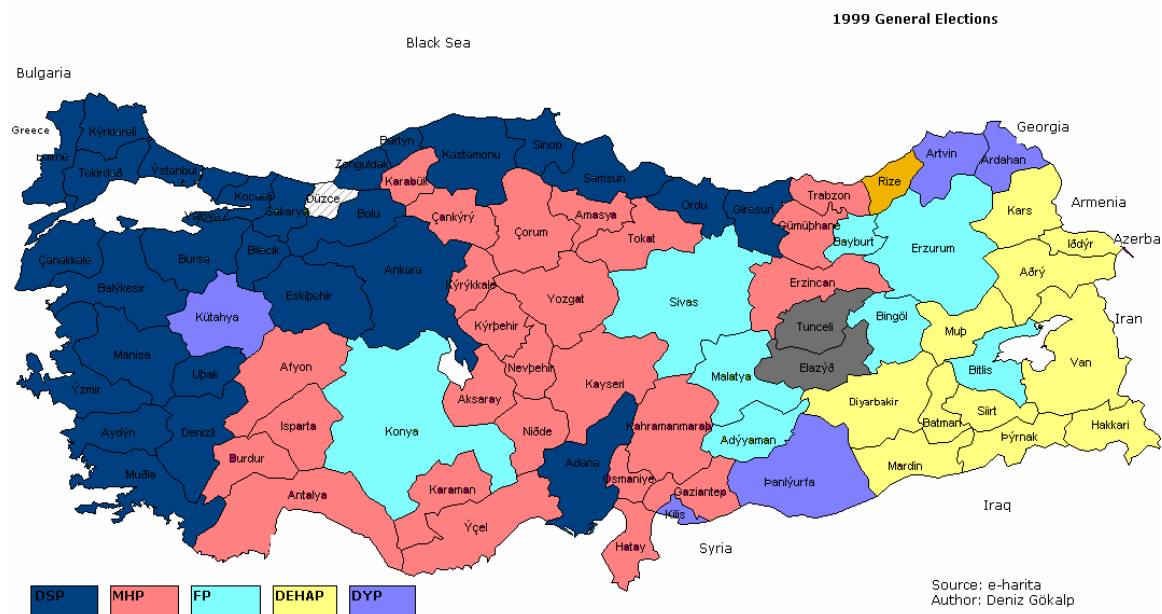 1999 General Elections
Black Sea
Bulgaria
Greece
Kýrklareli
Edirne
Tekirdað
Ýstanbul
Kocaeli
Yalova
Sakarya
Düzce
Zonguldak
Bartýn
Kastamonu
Sinop
Samsun
Karabük
Bolu
Çankýrý
Çorum
Amasya
Tokat
Ordu
Giresun
Trabzon
Gümüþhane
Rize
Artvin
Ardahan
Georgia
Bayburt
Erzurum
Kars
Armenia
Iðdýr
Azerba
Aðrý
Çanakkale
Balýkesir
Bursa
Bilecik
Eskiþehir
Ankara
Kýrýkkale
Yozgat
Sivas
Erzincan
Tunceli
Bingöl
Muþ
Iran
Kütahya
Kýrþehir
Manisa
Uþak
Afyon
Nevþehir
Kayseri
Malatya
Elazýð
Bitlis
Van
Ýzmir
Aksaray
Diyarbakir
Batman
Siirt
Aydýn
Denizli
Isparta
Konya
Niðde
Kahramanmaraþ
Adýyaman
Þýrnak
Hakkari
Muðla
Burdur
Antalya
Karaman
Adana
Osmaniye
Gaziantep
Þanlýurfa
Mardin
Ýçel
Kilis
Hatay
Syria
Iraq
DSP
MHP
FP
DEHAP
DYP
Source: e-harita
Author: Deniz Gökalp